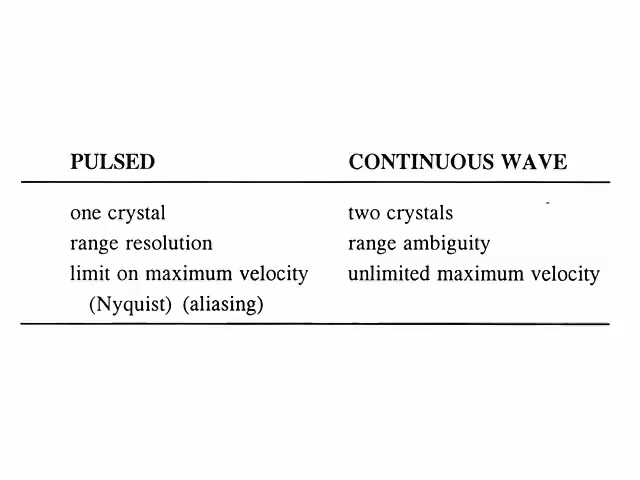 PULSED CONTINUOUS WAVE
one crystal two crystals
range resolution range ambiguity
limit on maximum velocity unlimited maximum velocity
(Nyquist) (aliasing)